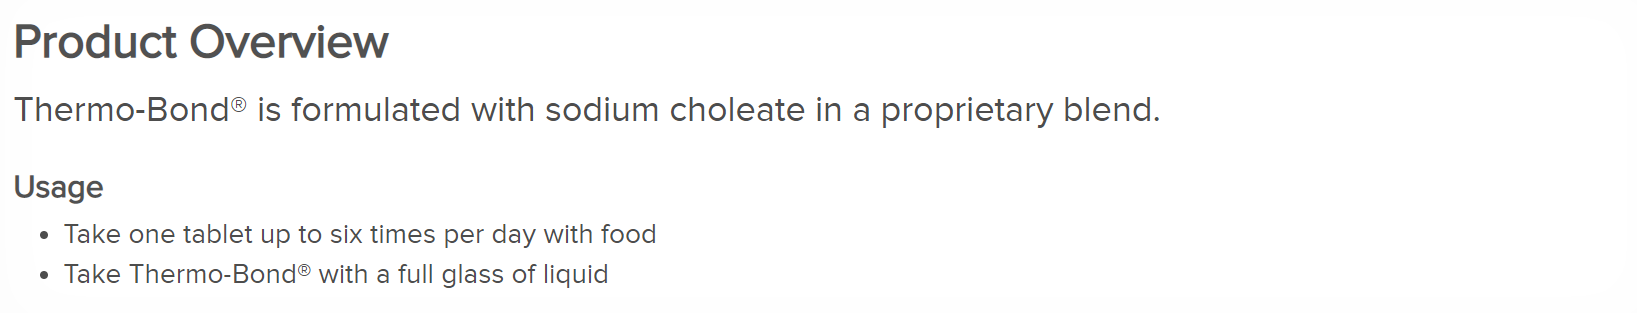 Product Overview
Thermo-Bond® is formulated with sodium choleate in a proprietary blend.
Usage
• Take one tablet up to six times per day with food
• Take Thermo-Bond® with a full glass of liquid